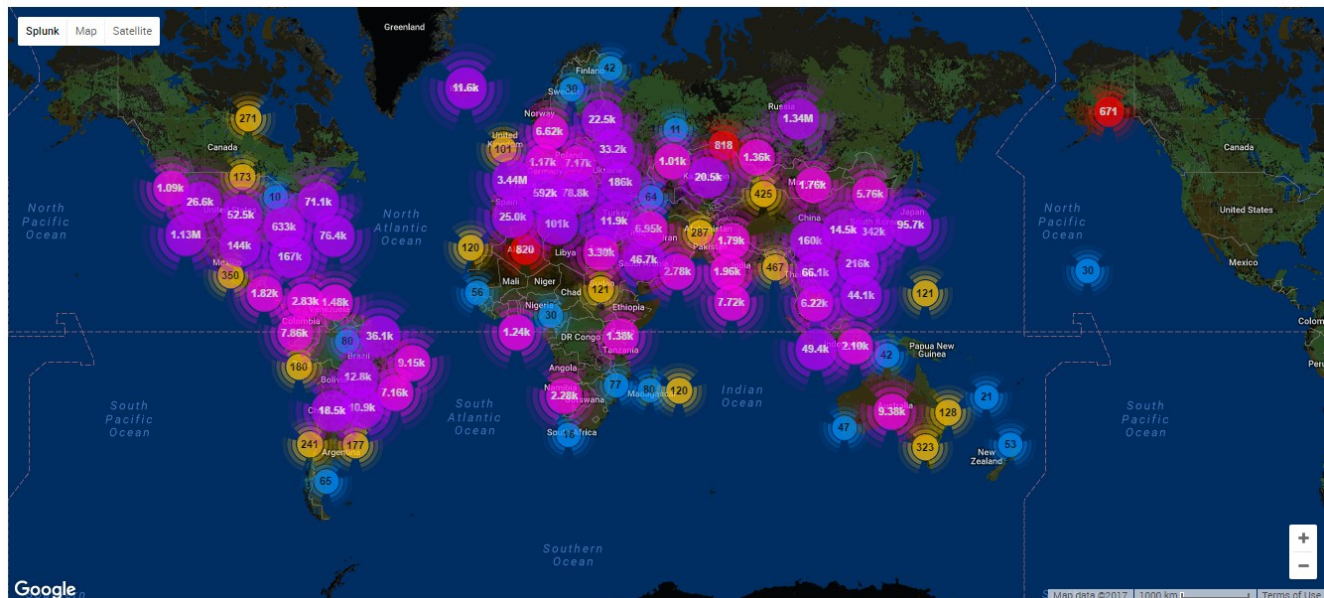 Splunk Map Satellite
Greenland
42
Finland
11.6k
30
Norway
Russia
671
271
22.5k
1.34M
Canada
6.62k
11
United
Kingdom
101
33.2k
818
Canada
1.17k
7.17k
1.01k
1.36k
173
3.44M
186k
20.5k
1.09k
10
592k
78.8k
64
425
1.76k
5.76k
26.6k
71.1k
Spain
52.5k
25.0k
11.9k
China
Japan
United States
North
Pacific
Ocean
North
Atlantic
Ocean
North
Pacific
Ocean
633k
101k
6.95k
14.5k
342k
95.7k
1.13M
76.4k
287
1.79k
160k
144k
120
820
Libya
3.30k
Iran
167k
46.7k
216k
Mexico
Mexico
350
2.78k
1.96k
467
66.1k
30
Mali
Niger
Chad
121
1.82k
56
44.1k
121
2.83k
1.48k
Nigeria
Ethiopia
7.72k
6.22k
Colombia
30
7.86k
36.1k
1.24k
DR Congo
1.38k
80
Brazil
Tanzania
49.4k
2.10k
Papua New
Guinea
42
180
9.15k
Angola
12.8k
77
80
120
Indian
Ocean
7.16k
Namibia
2.28k
Botswana
21
South
Pacific
Ocean
18.5k
10.9k
South
Atlantic
Ocean
9.38k
128
South
Pacific
Ocean
47
South Africa
241
177
Argentina
323
53
New
Zealand
65
Southern
Ocean
+
−
Google
Map data ©2017 1000 km Terms of Use